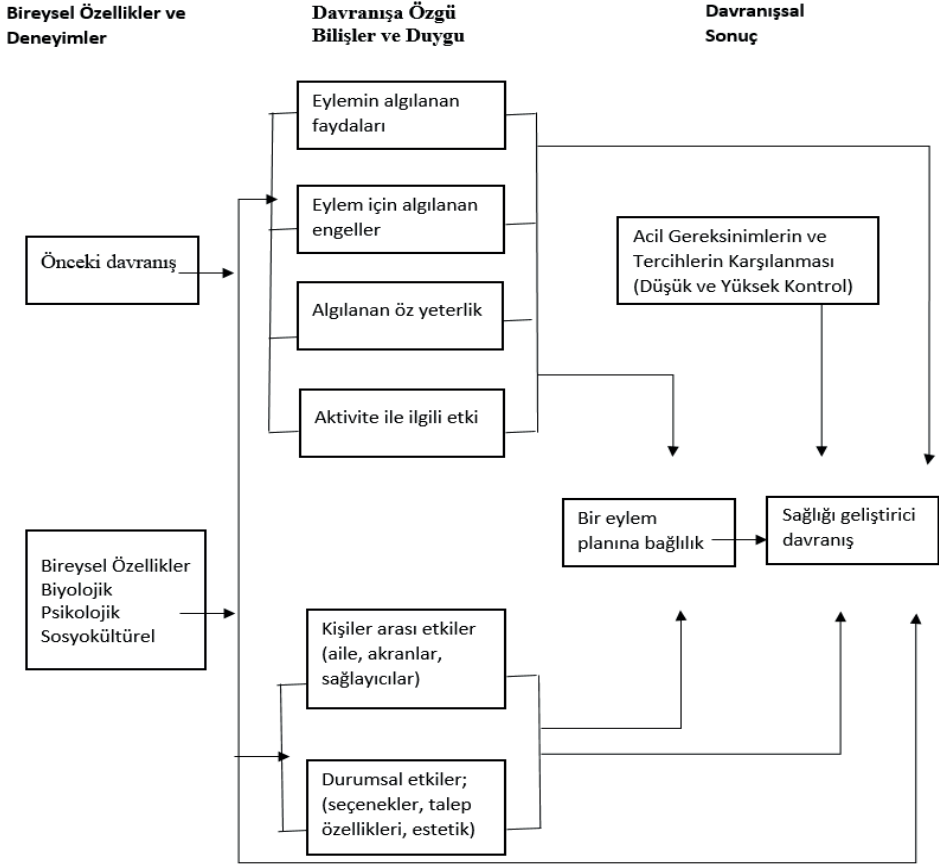 Bireysel Özellikler ve
Deneyimler
Davranışa Özgü
Bilişler ve Duygu
Davranışsal
Sonuç
Eylemin algılanan
faydaları
Eylem için algılanan
engeller
Algılanan öz yeterlik
Aktivite ile ilgili etki
Önceki davranış
Acil Gereksinimlerin ve
Tercihlerin Karşılanması
(Düşük ve Yüksek Kontrol)
Bir eylem
planına bağlılık
Sağlığı geliştirici
davranış
Bireysel Özellikler
Biyolojik
Psikolojik
Sosyokültürel
Kişiler arası etkiler
(aile, akranlar,
sağlayıcılar)
Durumsal etkiler;
(seçenekler, talep
özellikleri, estetik)